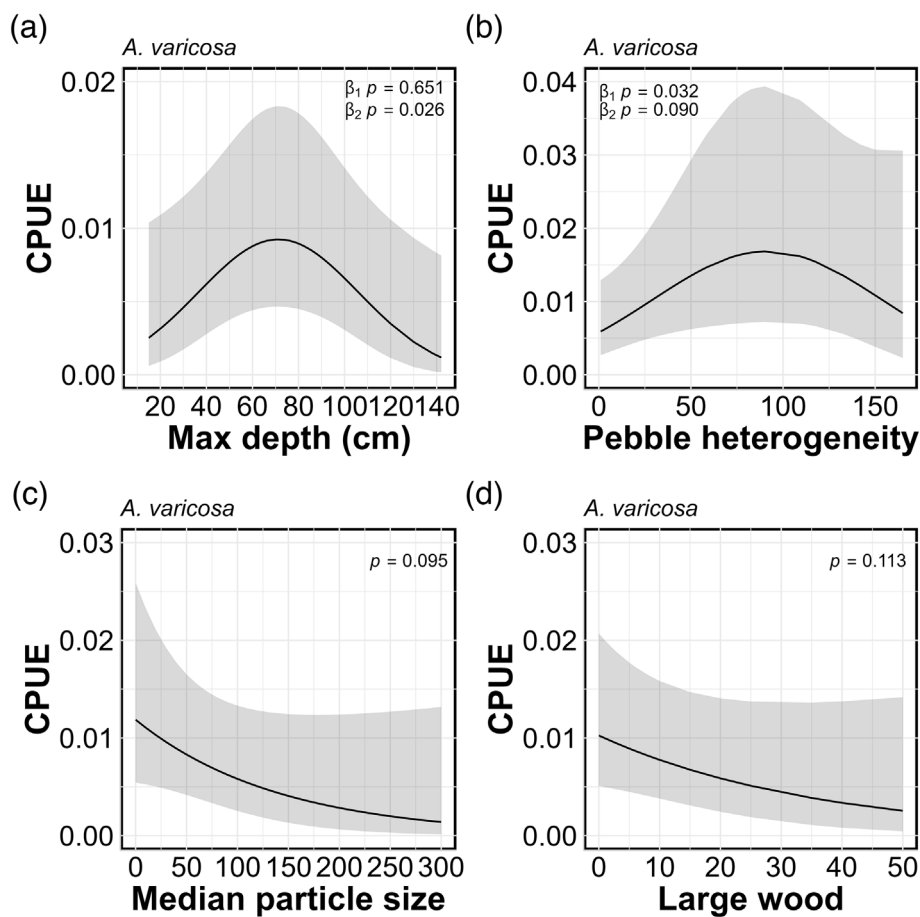 (a)
A. varicosa
β1 p = 0.651
β2 p = 0.026
0.02
0.01
0.00
CPUE
20 40 60 80 100 120 140
Max depth (cm)
(b)
A. varicosa
β1 p = 0.032
β2 p = 0.090
0.04
0.03
0.02
0.01
0.00
CPUE
0 50 100 150
Pebble heterogeneity
(c)
A. varicosa
p = 0.095
0.03
0.02
0.01
0.00
CPUE
0 50 100 150 200 250 300
Median particle size
(d)
A. varicosa
p = 0.113
0.03
0.02
0.01
0.00
CPUE
0 10 20 30 40 50
Large wood